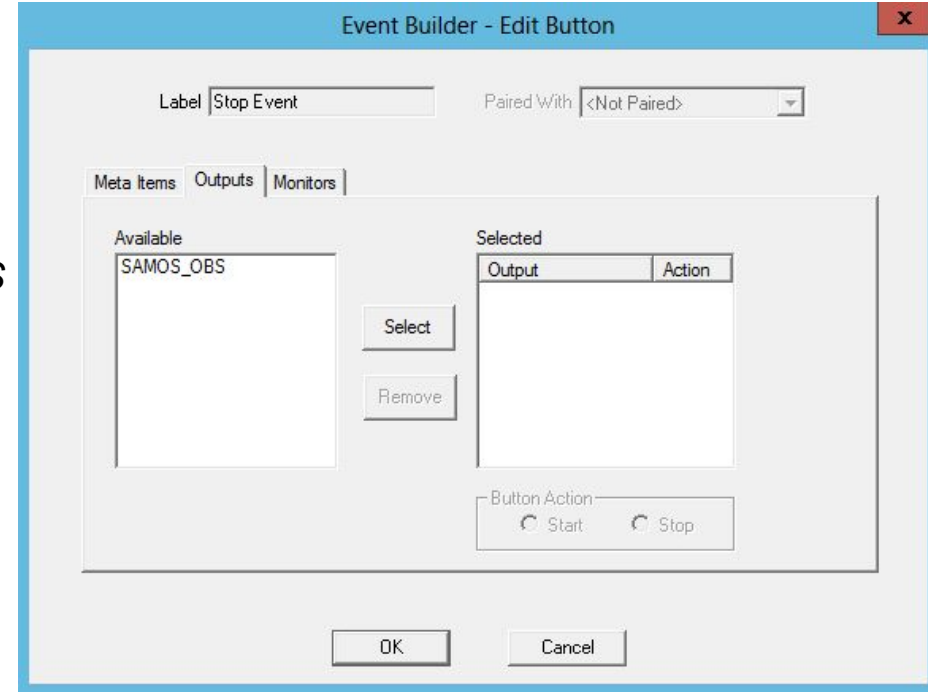 Event Builder - Edit Button
x
Label Stop Event Paired With <Not Paired>
Meta Items Outputs Monitors
Available Selected
SAMOS_OBS Output Action
s
Select
Remove
Button Action
Start Stop
OK Cancel